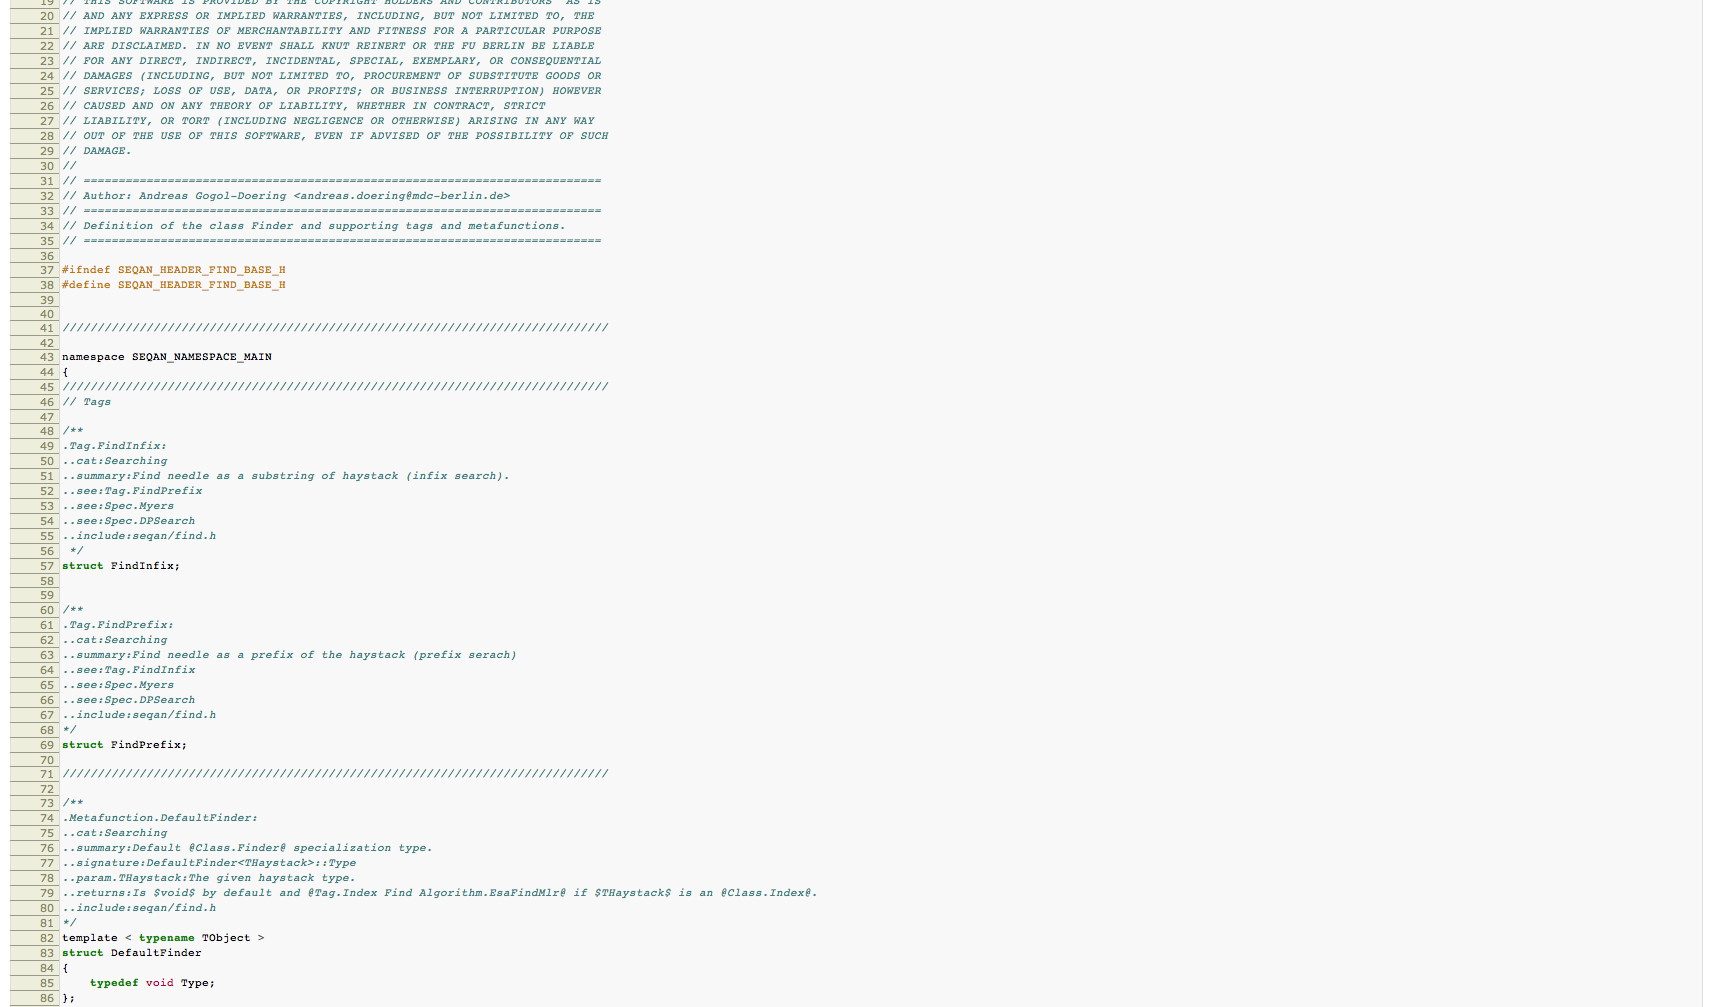 19 // THIS SOFTWARE IS PROVIDED BY THE COPYRIGHT HOLDERS AND CONTRIBUTORS "AS IS"
20 // AND ANY EXPRESS OR IMPLIED WARRANTIES, INCLUDING, BUT NOT LIMITED TO, THE
21 // IMPLIED WARRANTIES OF MERCHANTABILITY AND FITNESS FOR A PARTICULAR PURPOSE
22 // ARE DISCLAIMED. IN NO EVENT SHALL KNUT REINERT OR THE FU BERLIN BE LIABLE
23 // FOR ANY DIRECT, INDIRECT, INCIDENTAL, SPECIAL, EXEMPLARY, OR CONSEQUENTIAL
24 // DAMAGES (INCLUDING, BUT NOT LIMITED TO, PROCUREMENT OF SUBSTITUTE GOODS OR
25 // SERVICES; LOSS OF USE, DATA, OR PROFITS; OR BUSINESS INTERRUPTION) HOWEVER
26 // CAUSED AND ON ANY THEORY OF LIABILITY, WHETHER IN CONTRACT, STRICT
27 // LIABILITY, OR TORT (INCLUDING NEGLIGENCE OR OTHERWISE) ARISING IN ANY WAY
28 // OUT OF THE USE OF THIS SOFTWARE, EVEN IF ADVISED OF THE POSSIBILITY OF SUCH
29 // DAMAGE.
30 //
31 // ==========================================================================
32 // Author: Andreas Gogol-Doering <andreas.doering@mdc-berlin.de>
33 // ==========================================================================
34 // Definition of the class Finder and supporting tags and metafunctions.
35 // ==========================================================================
36
37 #ifndef SEQAN_HEADER_FIND_BASE_H
38 #define SEQAN_HEADER_FIND_BASE_H
39
40
41 //////////////////////////////////////////////////////////////////////////////
42
43 namespace SEQAN_NAMESPACE_MAIN
44 {
45 //////////////////////////////////////////////////////////////////////////////
46 // Tags
47
48 /**
49 .Tag.FindInfix:
50 ..cat:Searching
51 ..summary:Find needle as a substring of haystack (infix search).
52 ..see:Tag.FindPrefix
53 ..see:Spec.Myers
54 ..see:Spec.DPSearch
55 ..include:seqan/find.h
56  */
57 struct FindInfix;
58
59
60 /**
61 .Tag.FindPrefix:
62 ..cat:Searching
63 ..summary:Find needle as a prefix of the haystack (prefix serach)
64 ..see:Tag.FindInfix
65 ..see:Spec.Myers
66 ..see:Spec.DPSearch
67 ..include:seqan/find.h
68 */
69 struct FindPrefix;
70
71 //////////////////////////////////////////////////////////////////////////////
72
73 /**
74 .Metafunction.DefaultFinder:
75 ..cat:Searching
76 ..summary:Default @Class.Finder@ specialization type.
77 ..signature:DefaultFinder<THaystack>::Type
78 ..param.THaystack:The given haystack type.
79 ..returns:Is $void$ by default and @Tag.Index Find Algorithm.EsaFindMlr@ if $THaystack$ is an @Class.Index@.
80 ..include:seqan/find.h
81 */
82 template < typename TObject >
83 struct DefaultFinder
84 {
85     typedef void Type;
86 };